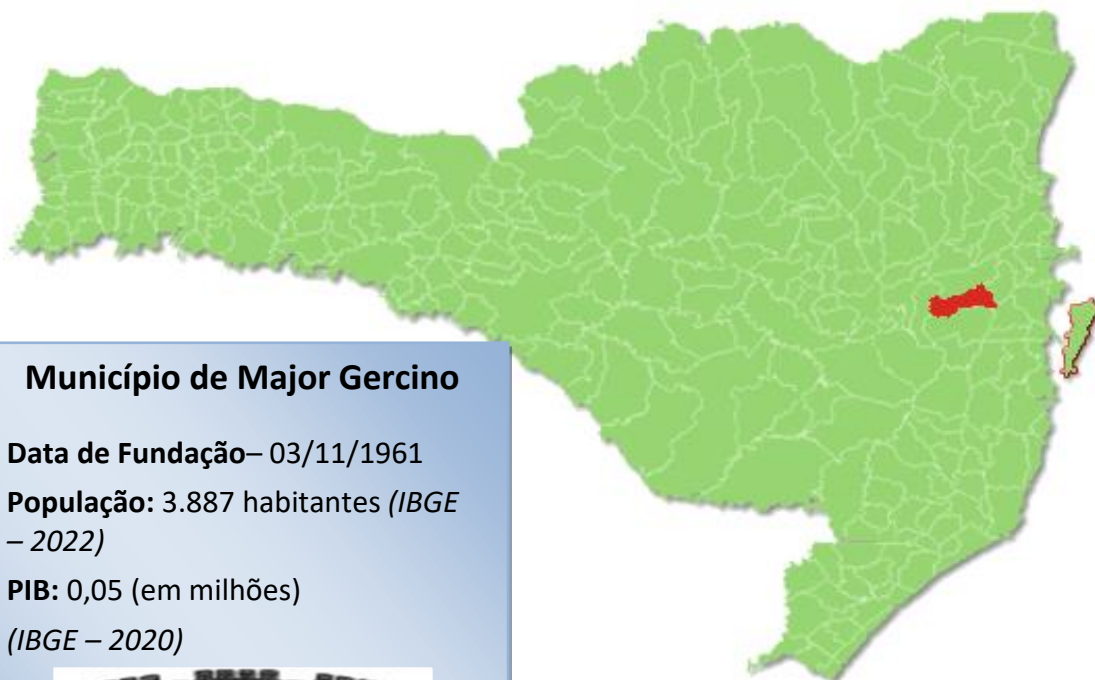 Município de Major Gercino
Data de Fundação– 03/11/1961
População: 3.887 habitantes (IBGE
– 2022)
PIB: 0,05 (em milhões)
(IBGE – 2020)